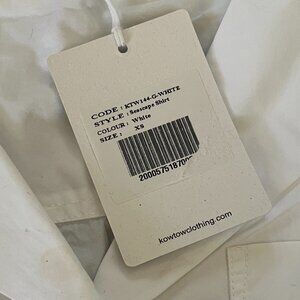 CODE : KTW144-G-WHITE
STYLE : Seascape Shirt
COLOUR : White
SIZE : XS
kowtowclothing.com